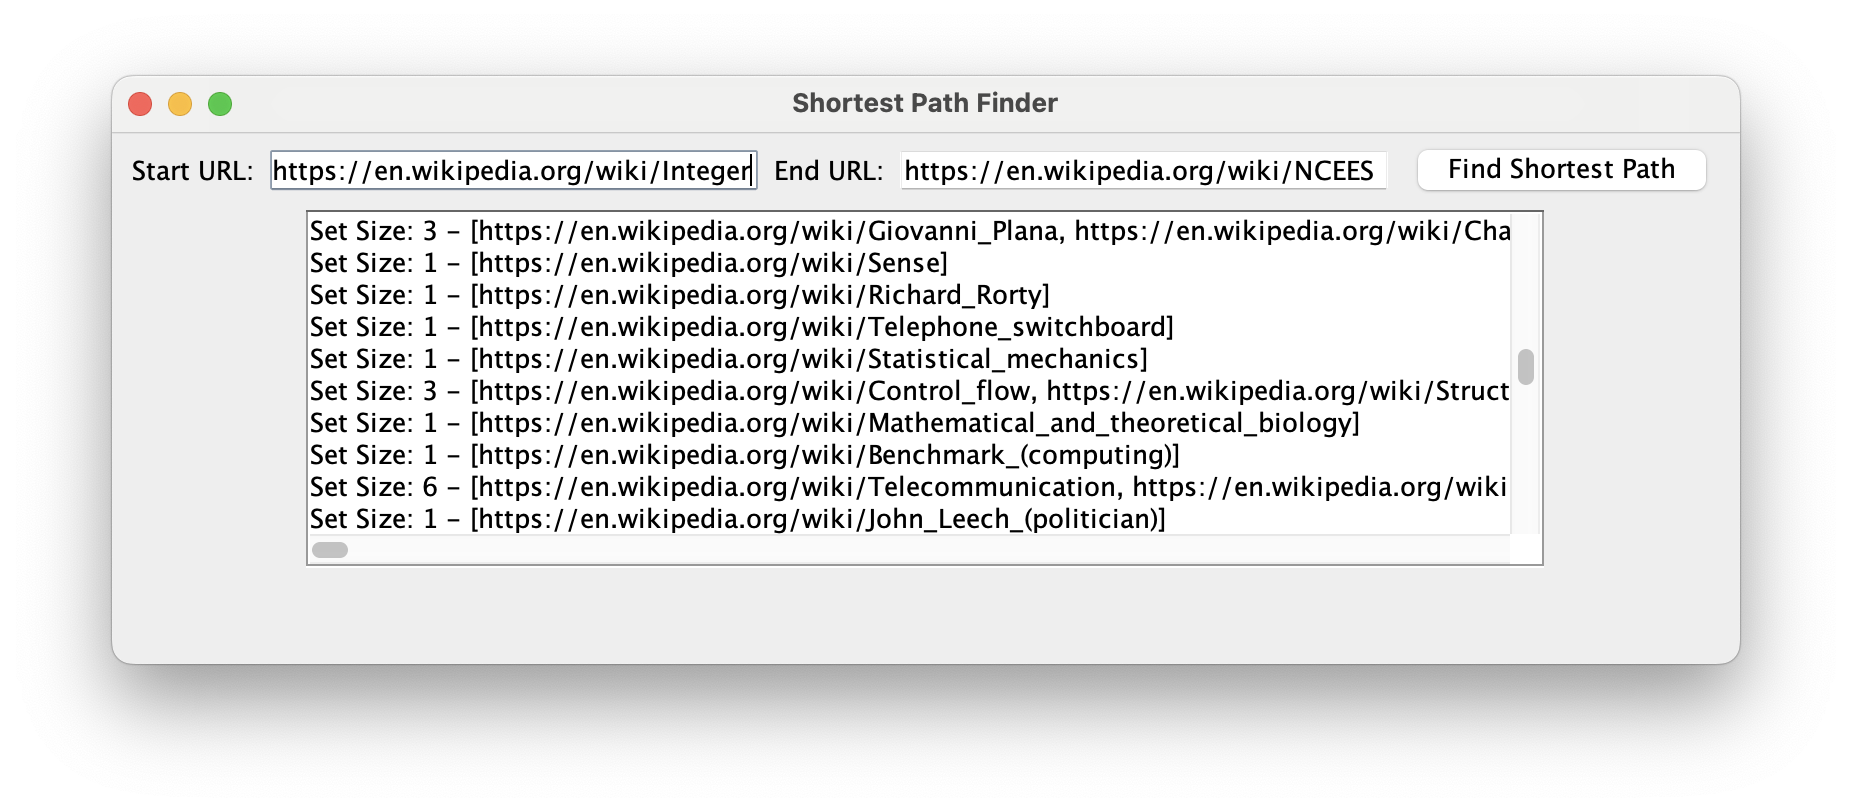 Shortest Path Finder
Start URL: https://en.wikipedia.org/wiki/Integer End URL: https://en.wikipedia.org/wiki/NCEES Find Shortest Path
Set Size: 3 – [https://en.wikipedia.org/wiki/Giovanni_Plana, https://en.wikipedia.org/wiki/Cha
Set Size: 1 – [https://en.wikipedia.org/wiki/Sense]
Set Size: 1 – [https://en.wikipedia.org/wiki/Richard_Rorty]
Set Size: 1 – [https://en.wikipedia.org/wiki/Telephone_switchboard]
Set Size: 1 – [https://en.wikipedia.org/wiki/Statistical_mechanics]
Set Size: 3 – [https://en.wikipedia.org/wiki/Control_flow, https://en.wikipedia.org/wiki/Struct
Set Size: 1 – [https://en.wikipedia.org/wiki/Mathematical_and_theoretical_biology]
Set Size: 1 – [https://en.wikipedia.org/wiki/Benchmark_(computing)]
Set Size: 6 – [https://en.wikipedia.org/wiki/Telecommunication, https://en.wikipedia.org/wiki
Set Size: 1 – [https://en.wikipedia.org/wiki/John_Leech_(politician)]